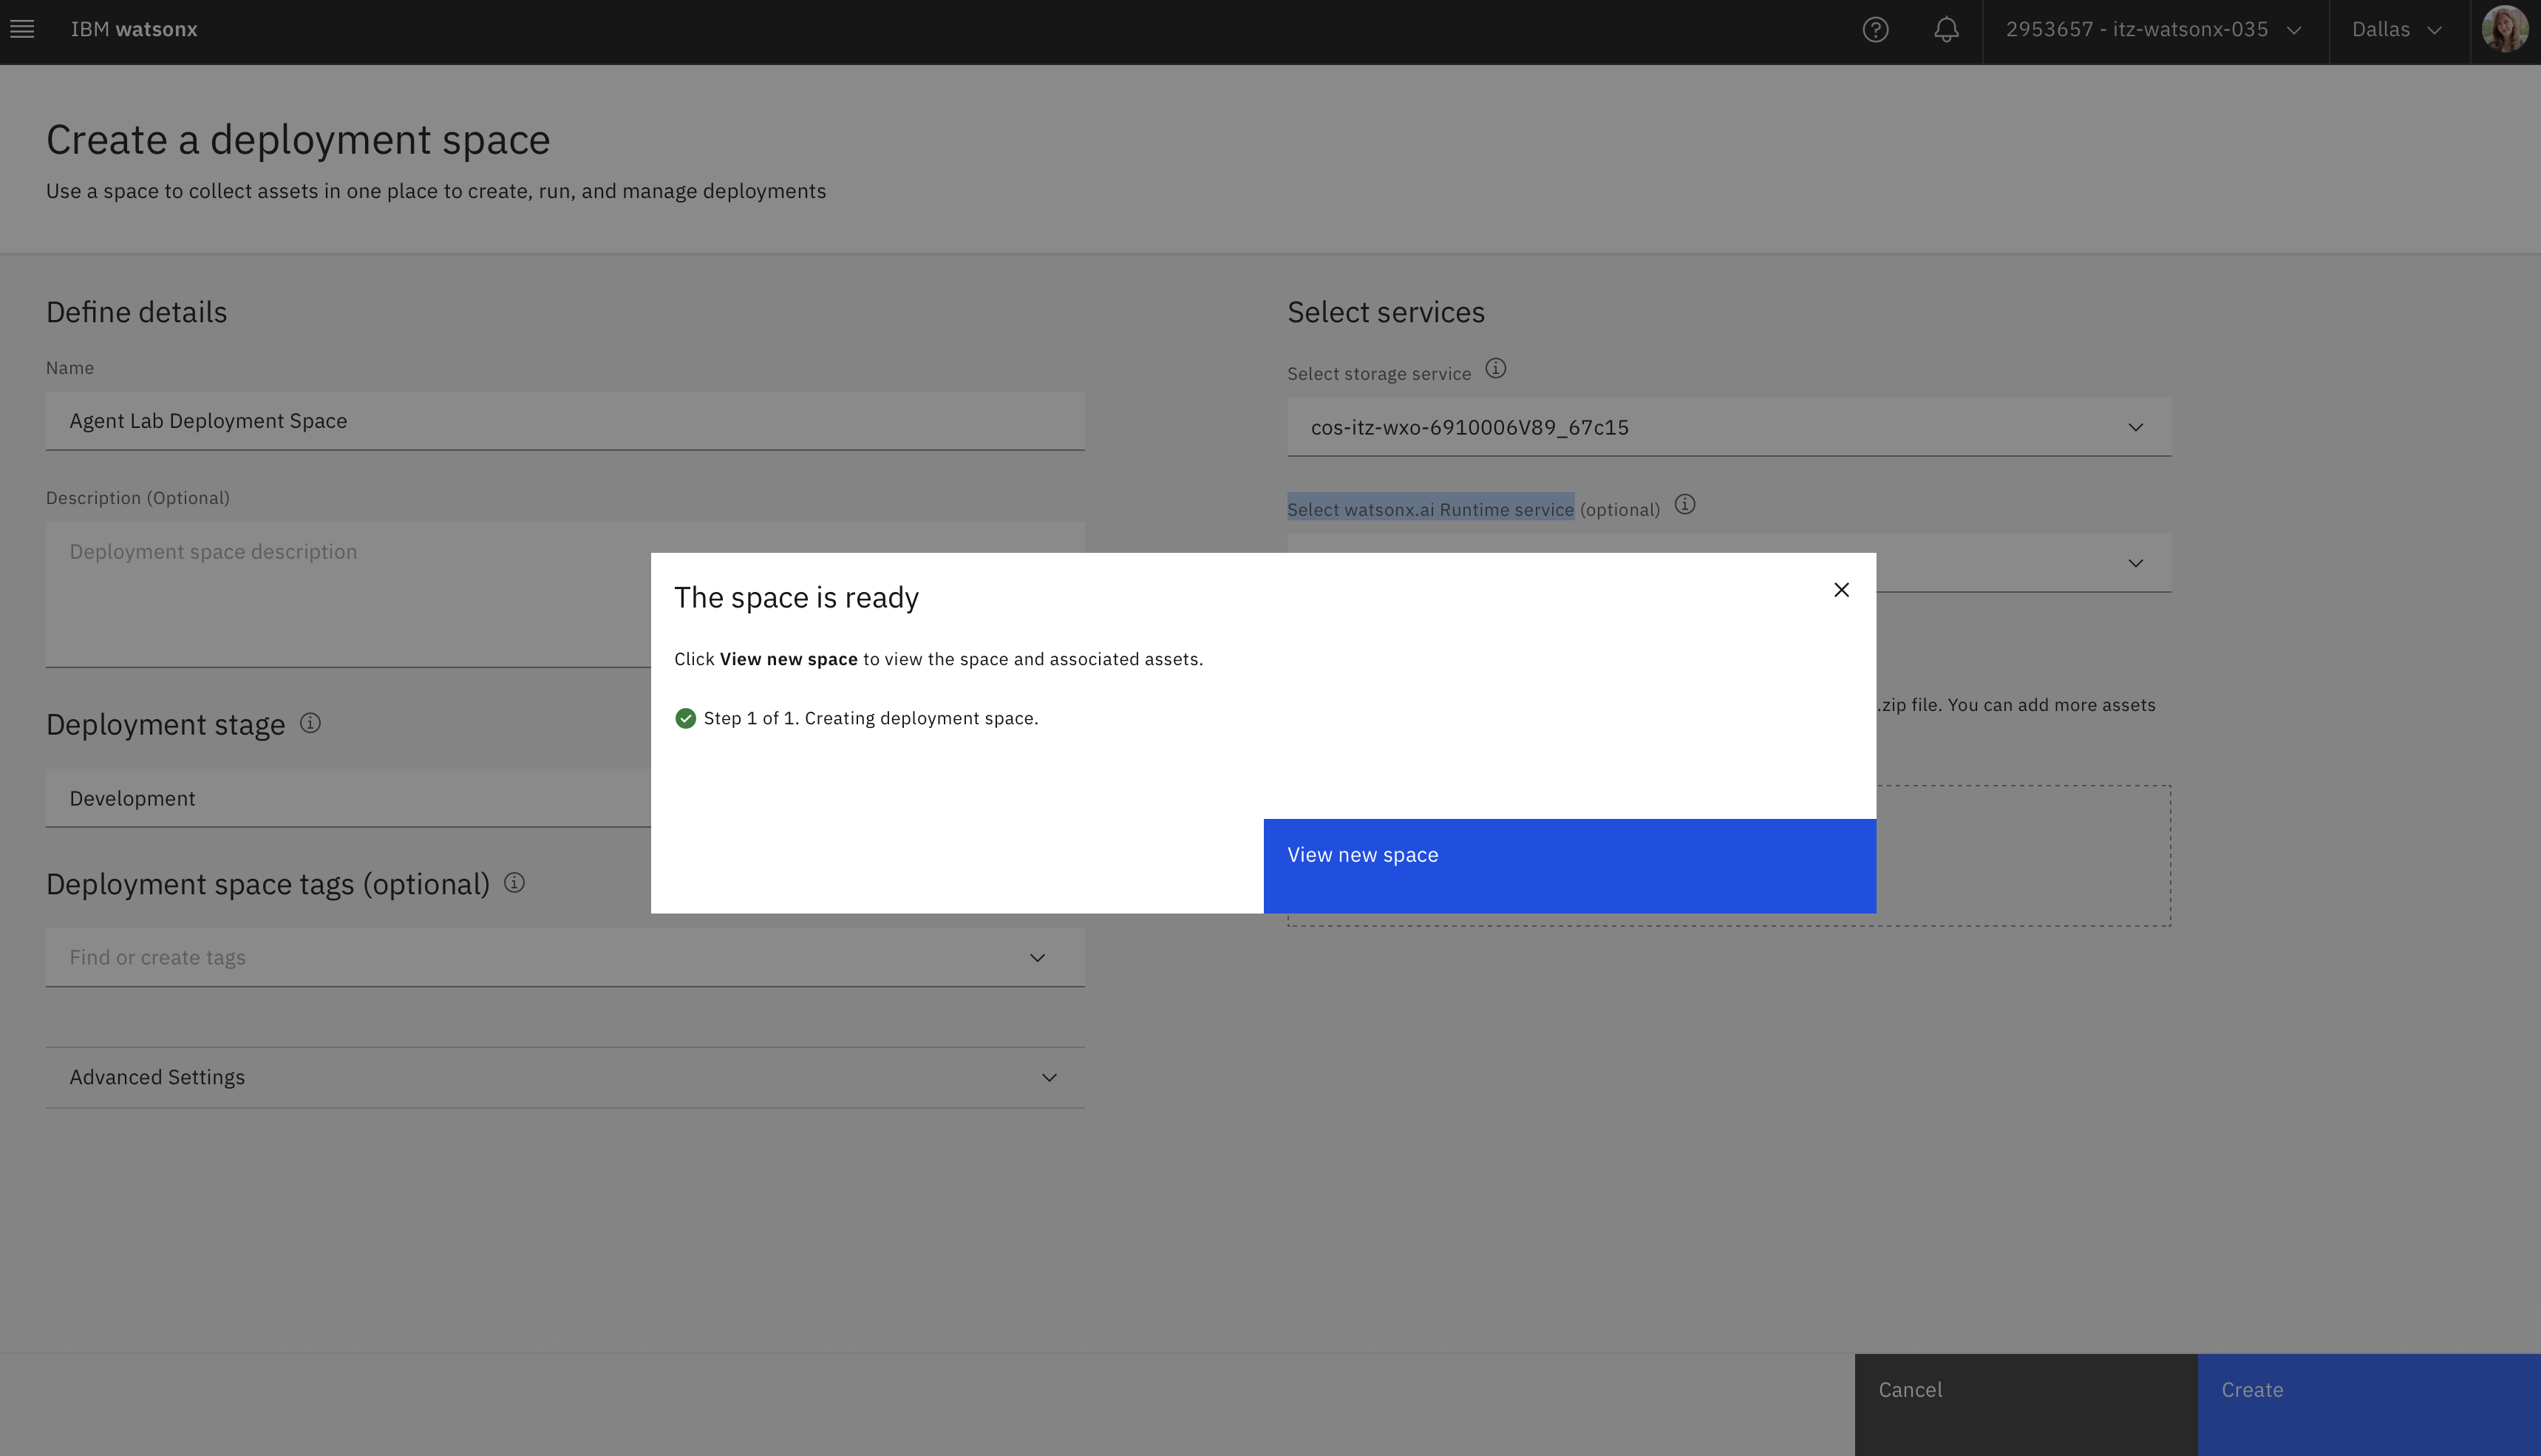 IBM watsonx
2953657 - itz-watsonx-035
Dallas
Create a deployment space
Use a space to collect assets in one place to create, run, and manage deployments
Define details
Name
Agent Lab Deployment Space
Description (Optional)
Deployment space description
Deployment stage
Development
Deployment space tags (optional)
Find or create tags
Advanced Settings
Select services
Select storage service
cos-itz-wxo-6910006V89_67c15
Select watsonx.ai Runtime service (optional)
.zip file. You can add more assets
The space is ready
Click View new space to view the space and associated assets.
Step 1 of 1. Creating deployment space.
View new space
Cancel
Create